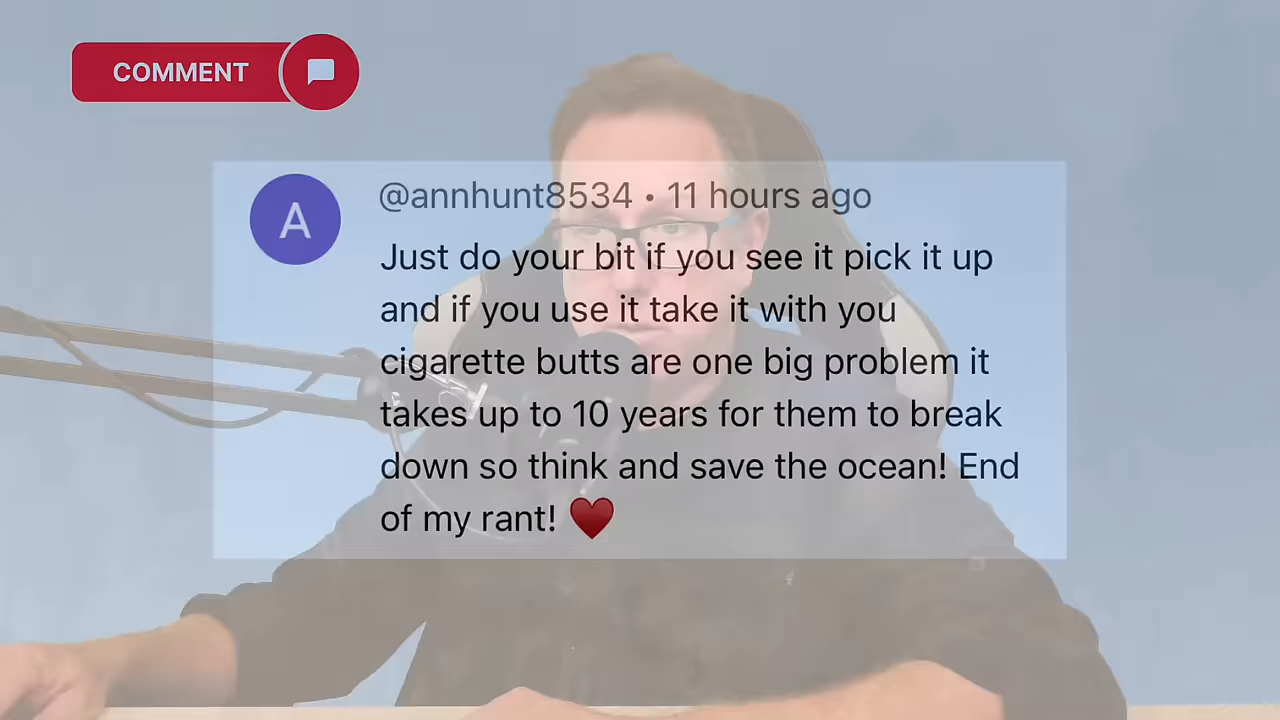 COMMENT
A
@annhunt8534 • 11 hours ago
Just do your bit if you see it pick it up
and if you use it take it with you
cigarette butts are one big problem it
takes up to 10 years for them to break
down so think and save the ocean! End
of my rant! ♥️